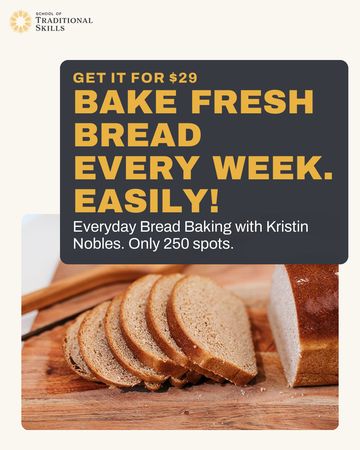 SCHOOL OF
TRADITIONAL
SKILLS
GET IT FOR $29
BAKE FRESH
BREAD
EVERY WEEK.
EASILY!
Everyday Bread Baking with Kristin
Nobles. Only 250 spots.